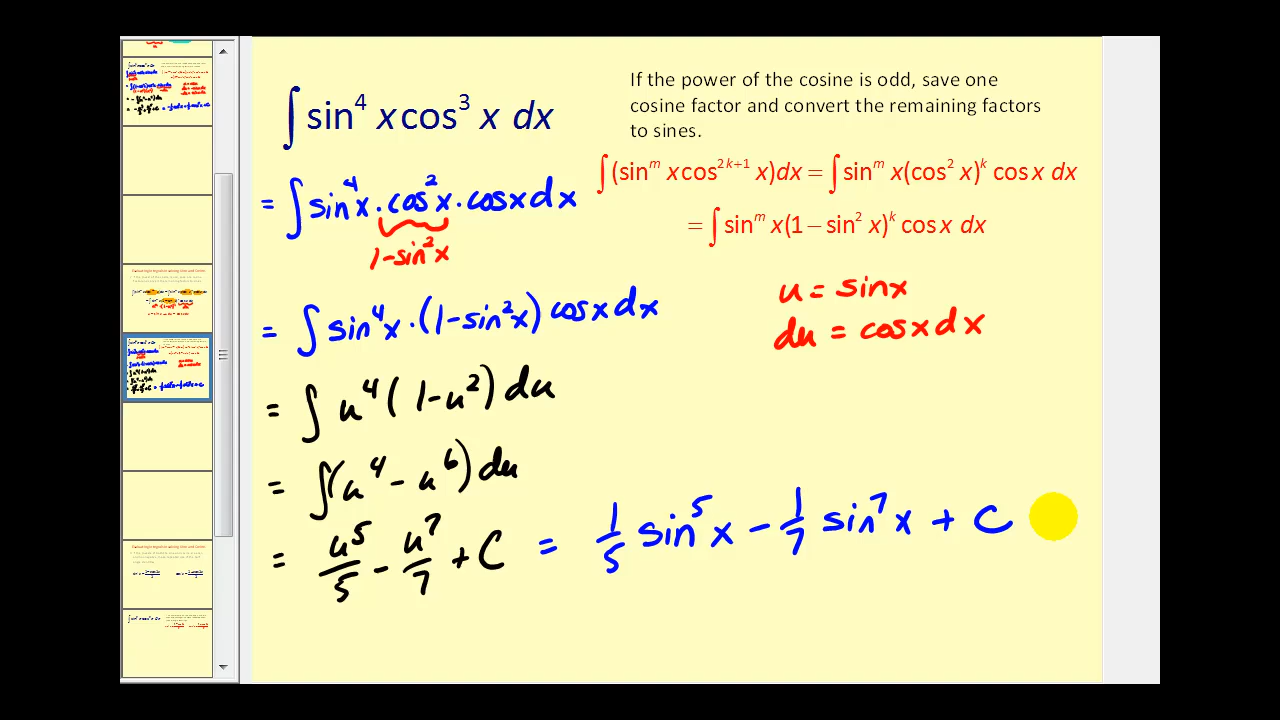 ∫ sin⁴ x cos³ x dx
If the power of the cosine is odd, save one
cosine factor and convert the remaining factors
to sines.
∫(sinᵐ x cos²ᵏ⁺¹ x)dx = ∫ sinᵐ x(cos² x)ᵏ cos x dx
= ∫ sinᵐ x(1 − sin² x)ᵏ cos x dx
= ∫ sin⁴x · cos²x · cosx dx
1-sin²x
u = sinx
du = cosx dx
= ∫ sin⁴x · (1-sin²x) cosx dx
= ∫ u⁴ (1-u²) du
= ∫(u⁴ - u⁶) du
= u⁵/5 - u⁷/7 + C = 1/5 sin⁵x - 1/7 sin⁷x + C